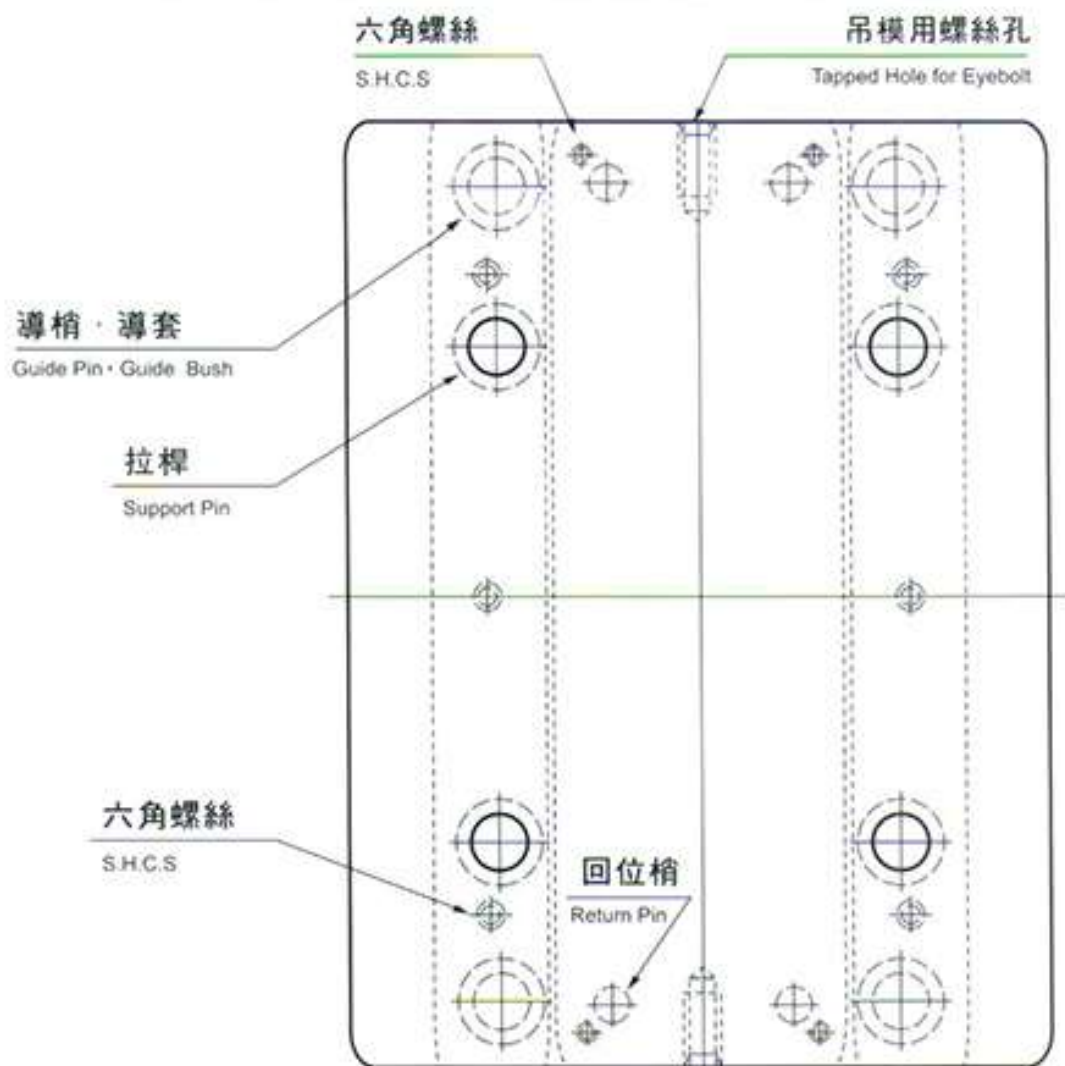 六角螺絲
S.H.C.S
吊模用螺絲孔
Tapped Hole for Eyebolt
導梢·導套
Guide Pin·Guide Bush
拉桿
Support Pin
六角螺絲
S.H.C.S
回位梢
Return Pin